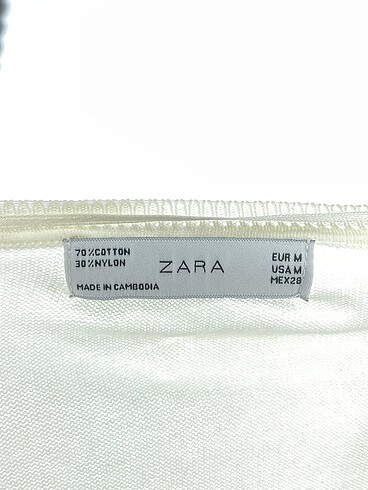 70%COTTON
30%NYLON
MADE IN CAMBODIA
ZARA
EUR M
USA M
MEX28